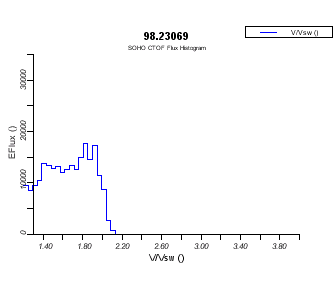 98.23069
SOHO CTOF Flux Histogram
V/Vsw ()
EFlux ()
30000
20000
10000
0
1.40 1.80 2.20 2.60 3.00 3.40 3.80
V/Vsw ()